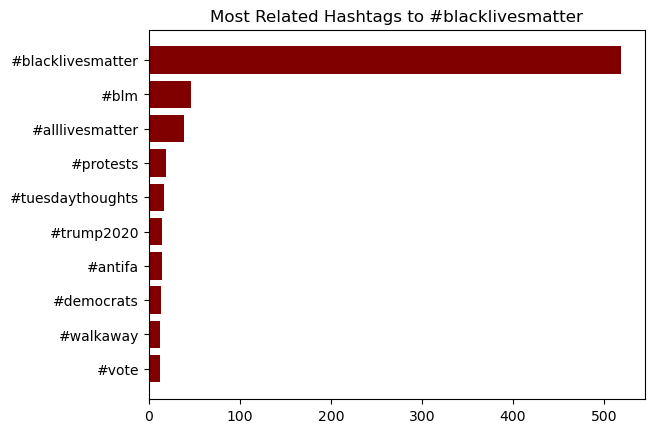 Most Related Hashtags to #blacklivesmatter
#blacklivesmatter
#blm
#alllivesmatter
#protests
#tuesdaythoughts
#trump2020
#antifa
#democrats
#walkaway
#vote
0 100 200 300 400 500